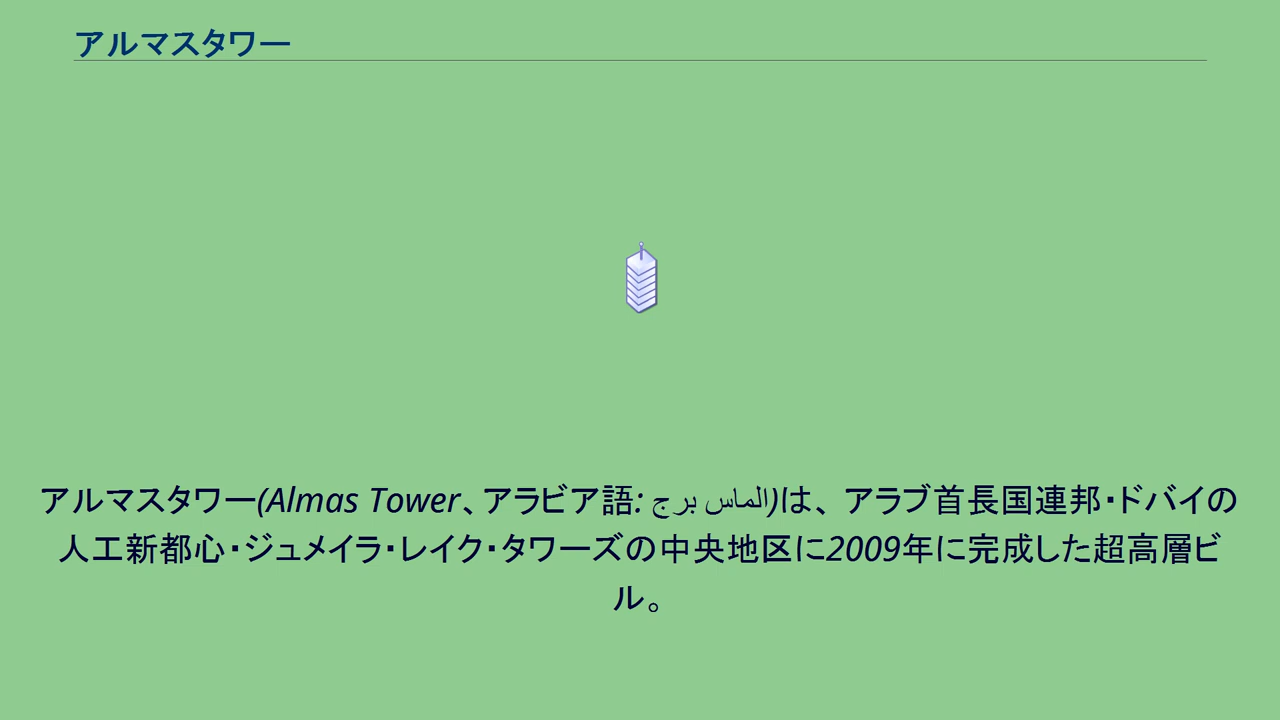 アルマスタワー
アルマスタワー(Almas Tower、アラビア語: الماس برج)は、アラブ首長国連邦・ドバイの
人工新都心・ジュメイラ・レイク・タワーズの中央地区に2009年に完成した超高層ビ
ル。